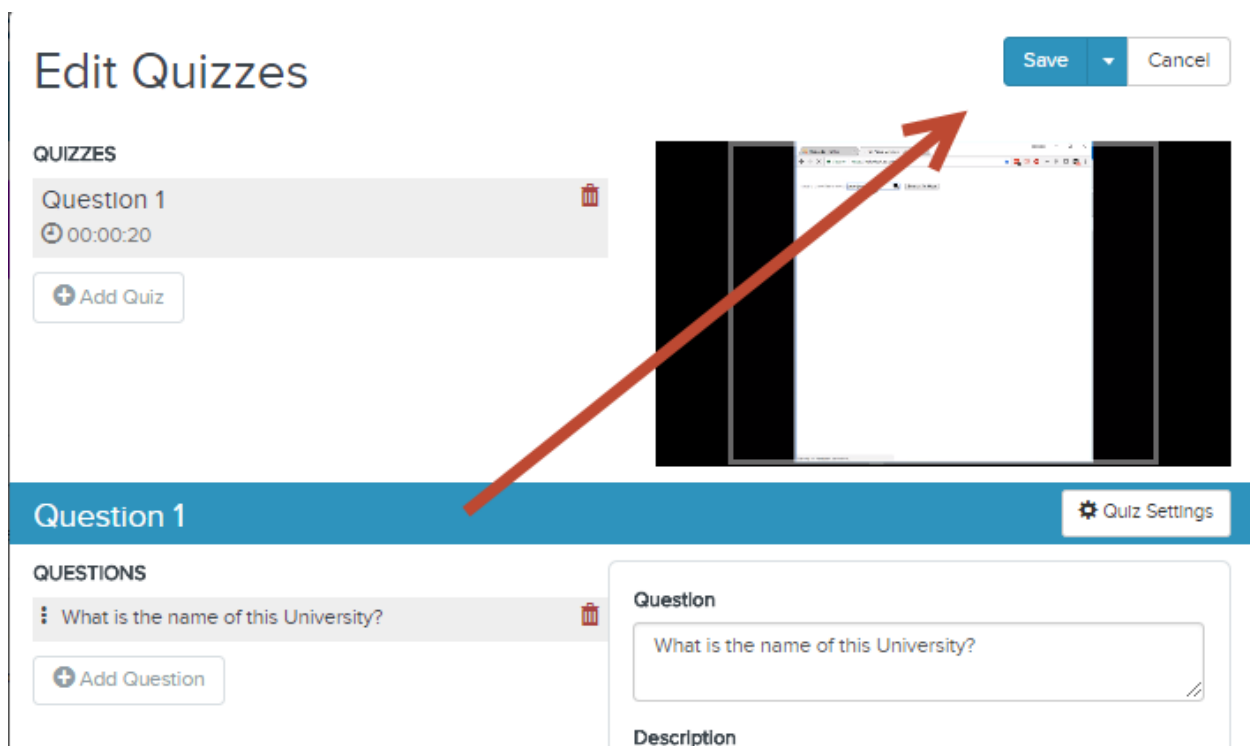 Edit Quizzes
Save
Cancel
QUIZZES
Question 1
00:00:20
Add Quiz
Question 1
Quiz Settings
QUESTIONS
What is the name of this University?
Add Question
Question
What is the name of this University?
Description